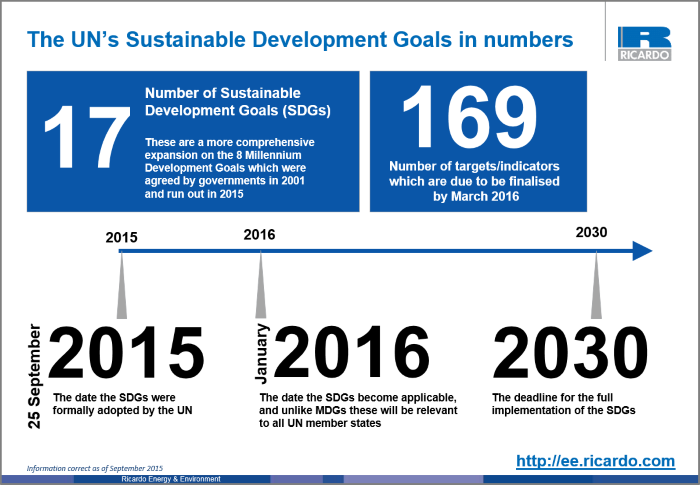 The UN's Sustainable Development Goals in numbers
R
RICARDO
17
Number of Sustainable
Development Goals (SDGs)
These are a more comprehensive
expansion on the 8 Millennium
Development Goals which were
agreed by governments in 2001
and run out in 2015
169
Number of targets/indicators
which are due to be finalised
by March 2016
2015
2016
2030
25 September
2015
The date the SDGs were
formally adopted by the UN
January
2016
The date the SDGs become applicable,
and unlike MDGs these will be relevant
to all UN member states
2030
The deadline for the full
implementation of the SDGs
Information correct as of September 2015
http://ee.ricardo.com
Ricardo Energy & Environment